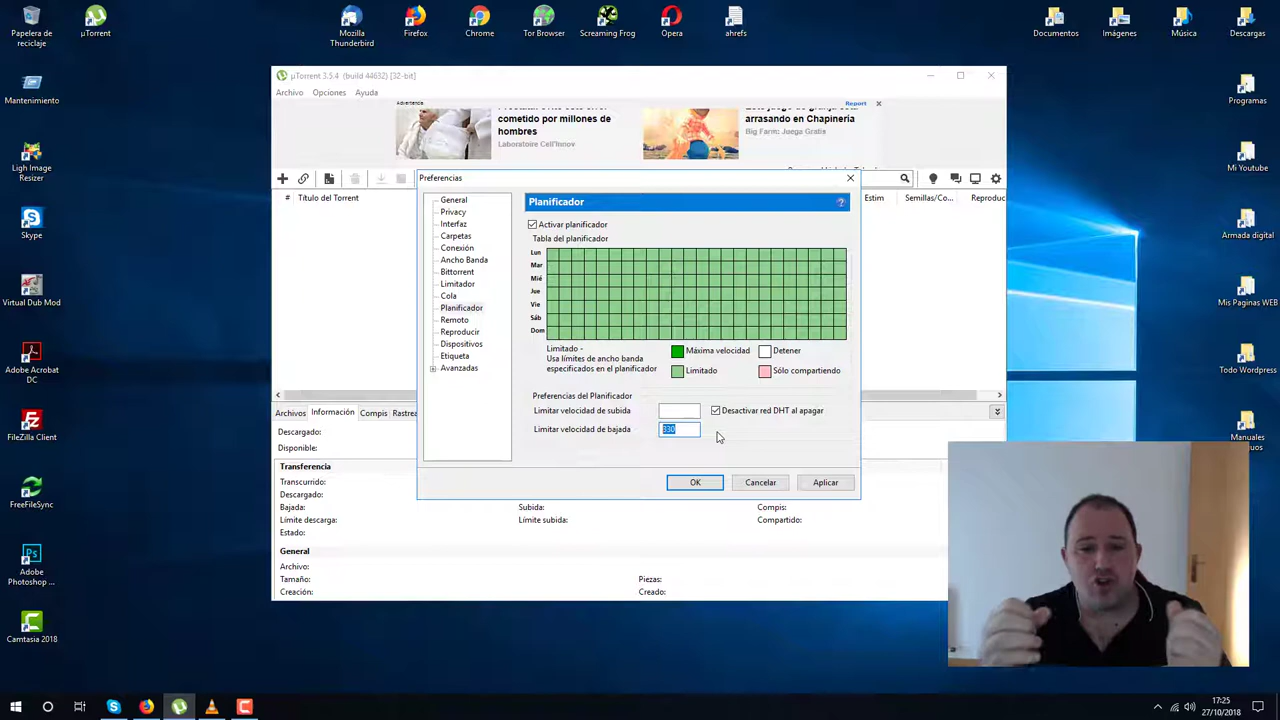 Papelera de
reciclaje
µTorrent
Mozilla
Thunderbird
Firefox
Chrome
Tor Browser
Screaming Frog
Opera
ahrefs
Documentos
Imágenes
Música
Descargas
µTorrent 3.5.4 (build 44632) [32-bit]
Archivo
Opciones
Ayuda
Mantenimiento
Advertencia
Report
cometido por millones de
hombres
Laboratoire Cell'Innov
arrasando en Chapinería
Big Farm: Juega Gratis
Programas
Ligh Image
Resizer
Mi Youtube
#
Título del Torrent
Estim
Semillas/Co...
Reproduc
Preferencias
General
Privacy
Interfaz
Carpetas
Conexión
Ancho Banda
Bittorrent
Limitador
Cola
Planificador
Remoto
Reproducir
Dispositivos
Etiqueta
Avanzadas
Planificador
Activar planificador
Tabla del planificador
Lun
Mar
Mié
Jue
Vie
Sáb
Dom
Limitado -
Usa límites de ancho banda
especificados en el planificador
Máxima velocidad
Detener
Limitado
Sólo compartiendo
Preferencias del Planificador
Limitar velocidad de subida
Desactivar red DHT al apagar
Limitar velocidad de bajada
OK
Cancelar
Aplicar
Skype
Armada digital
Virtual Dub Mod
Mis Paginas WEB
Adobe
Acrobat DC
Todo Wordpress
FileZilla Client
Manuales
FreeFileSync
Adobe
Photoshop ...
Camtasia 2018
Archivos
Información
Compis
Rastrea
Descargado:
Disponible:
Transferencia
Transcurrido:
Descargado:
Bajada:
Subida:
Compis:
Límite descarga:
Límite subida:
Compartido:
Estado:
General
Archivo:
Tamaño:
Piezas:
Creación:
Creado:
17:25
27/10/2018